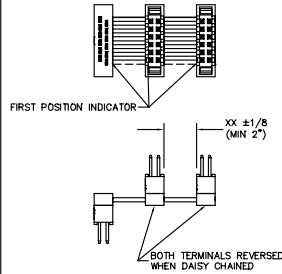 FIRST POSITION INDICATOR
XX ±1/8
(MIN 2")
BOTH TERMINALS REVERSED
WHEN DAISY CHAINED